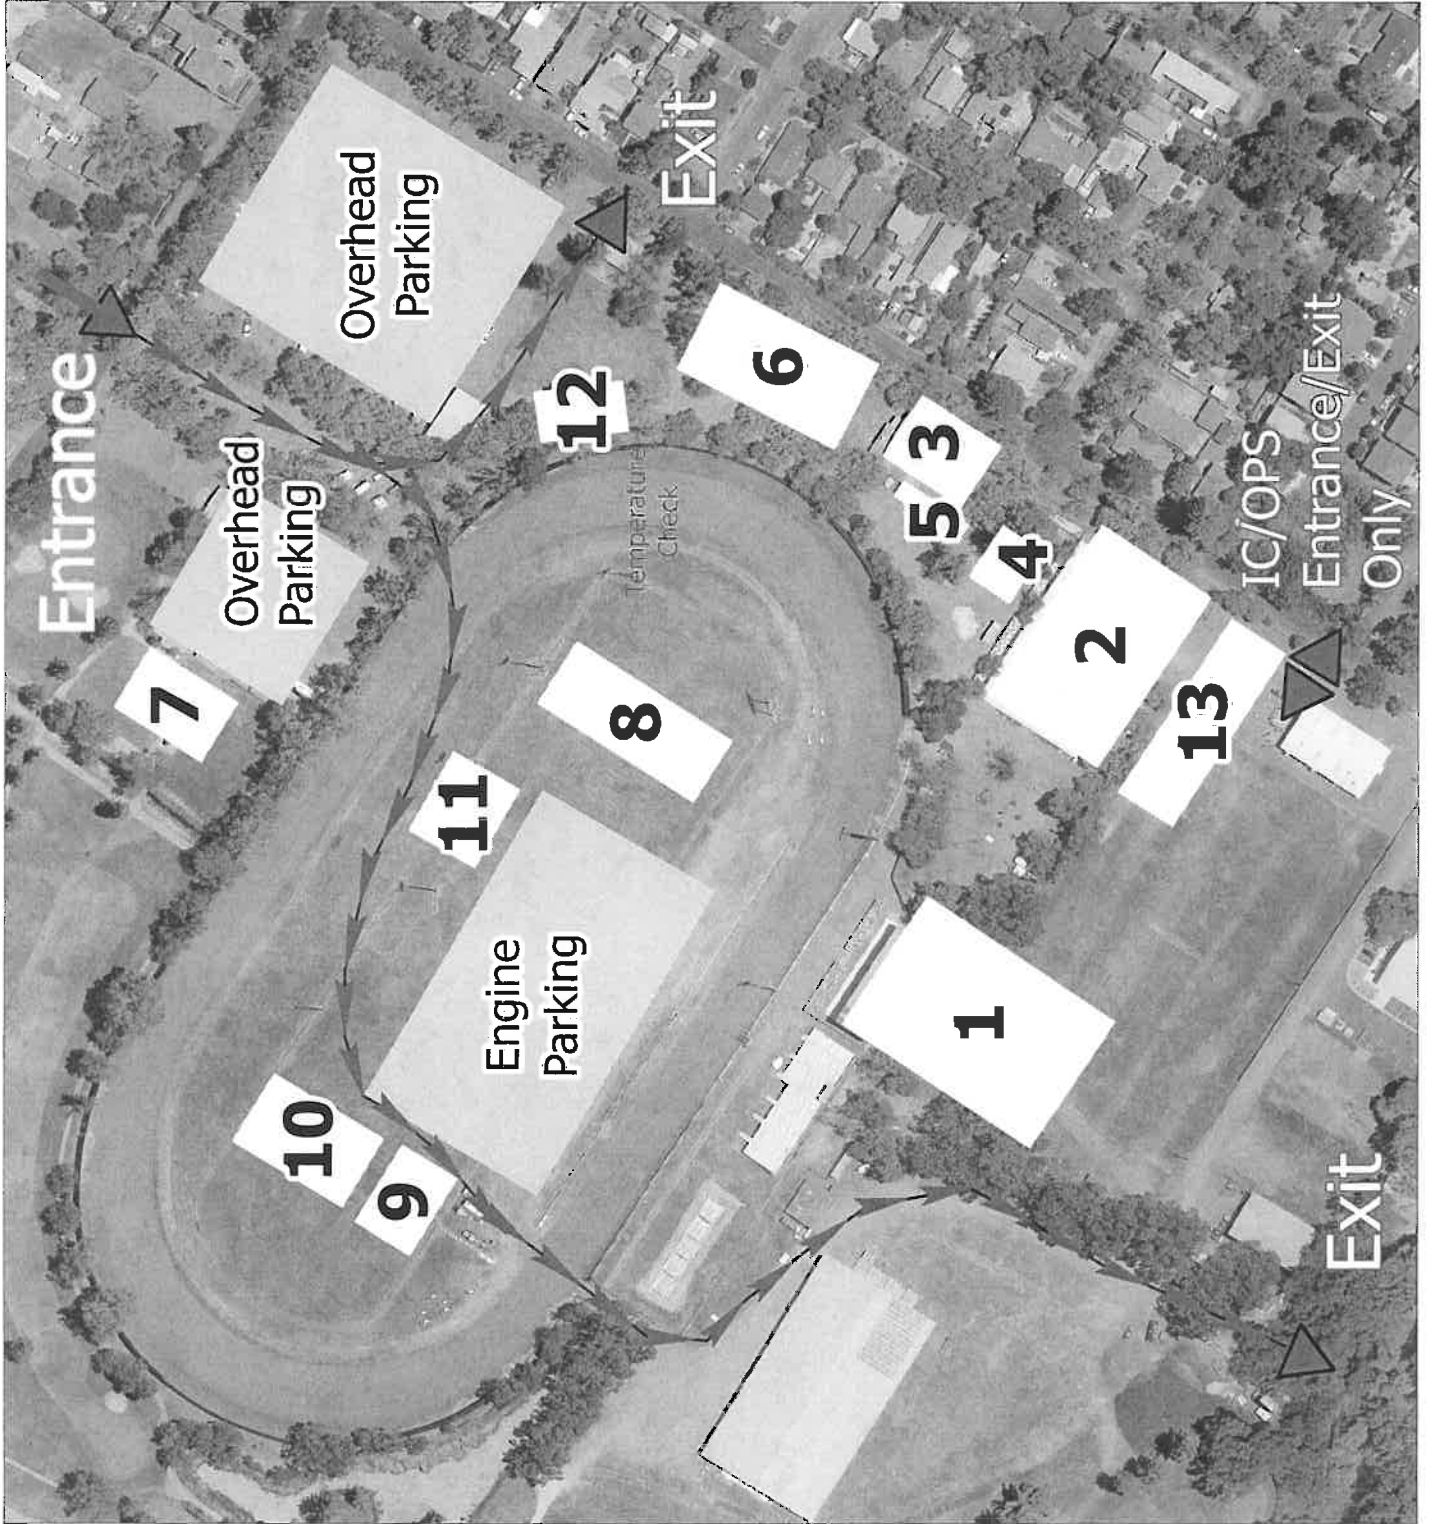 Entrance
Overhead
Parking
Exit
Overhead
Parking
7
12
6
Temperature
Check
3
5
4
8
11
2
13
IC/OPS
Entrance/Exit
Only
Engine
Parking
10
9
1
Exit